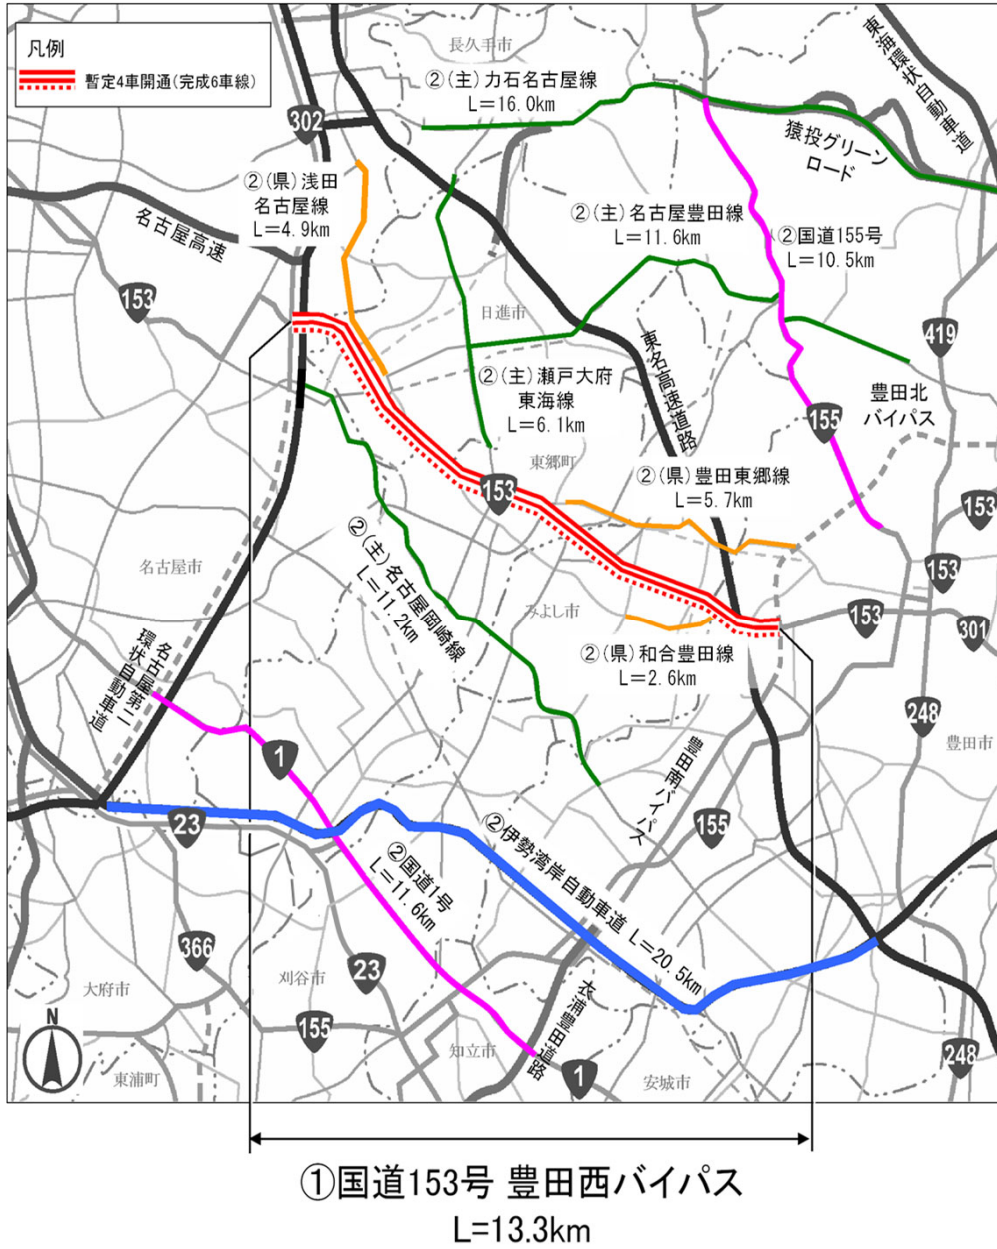 凡例
暫定4車開通(完成6車線)
長久手市
②(主)力石名古屋線
L=16.0km
東海環状自動車道
302
猿投グリーン
ロード
②(県)浅田
名古屋線
L=4.9km
②(主)名古屋豊田線
L=11.6km
②国道155号
L=10.5km
名古屋高速
153
日進市
東名高速道路
419
②(主)瀬戸大府
東海線
L=6.1km
豊田北
バイパス
155
東郷町
②(県)豊田東郷線
L=5.7km
153
153
②(主)名古屋岡崎線
L=11.2km
名古屋市
153
みよし市
153
301
②(県)和合豊田線
L=2.6km
名古屋第二
環状自動車道
248
豊田市
1
豊田南バイパス
23
155
②伊勢湾岸自動車道 L=20.5km
②国道1号
L=11.6km
366
23
刈谷市
大府市
衣浦豊田道路
N
155
知立市
東浦町
1
安城市
248
①国道153号 豊田西バイパス
L=13.3km